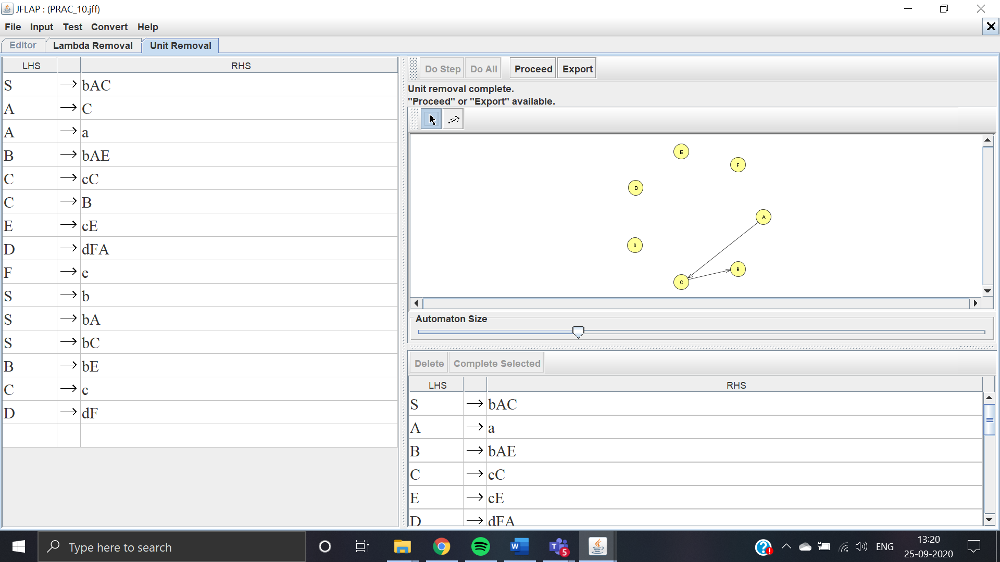 JFLAP : (PRAC_10.jff)
File Input Test Convert Help
Editor Lambda Removal Unit Removal
LHS RHS
S → bAC
A → C
A → a
B → bAE
C → cC
C → B
E → cE
D → dFA
F → e
S → b
S → bA
S → bC
B → bE
C → c
D → dF
Do Step Do All Proceed Export
Unit removal complete.
"Proceed" or "Export" available.
E
F
D
A
S
B
C
Automaton Size
Delete Complete Selected
LHS RHS
S → bAC
A → a
B → bAE
C → cC
E → cE
D → dFA
Type here to search
W
T
5
ENG
13:20
25-09-2020